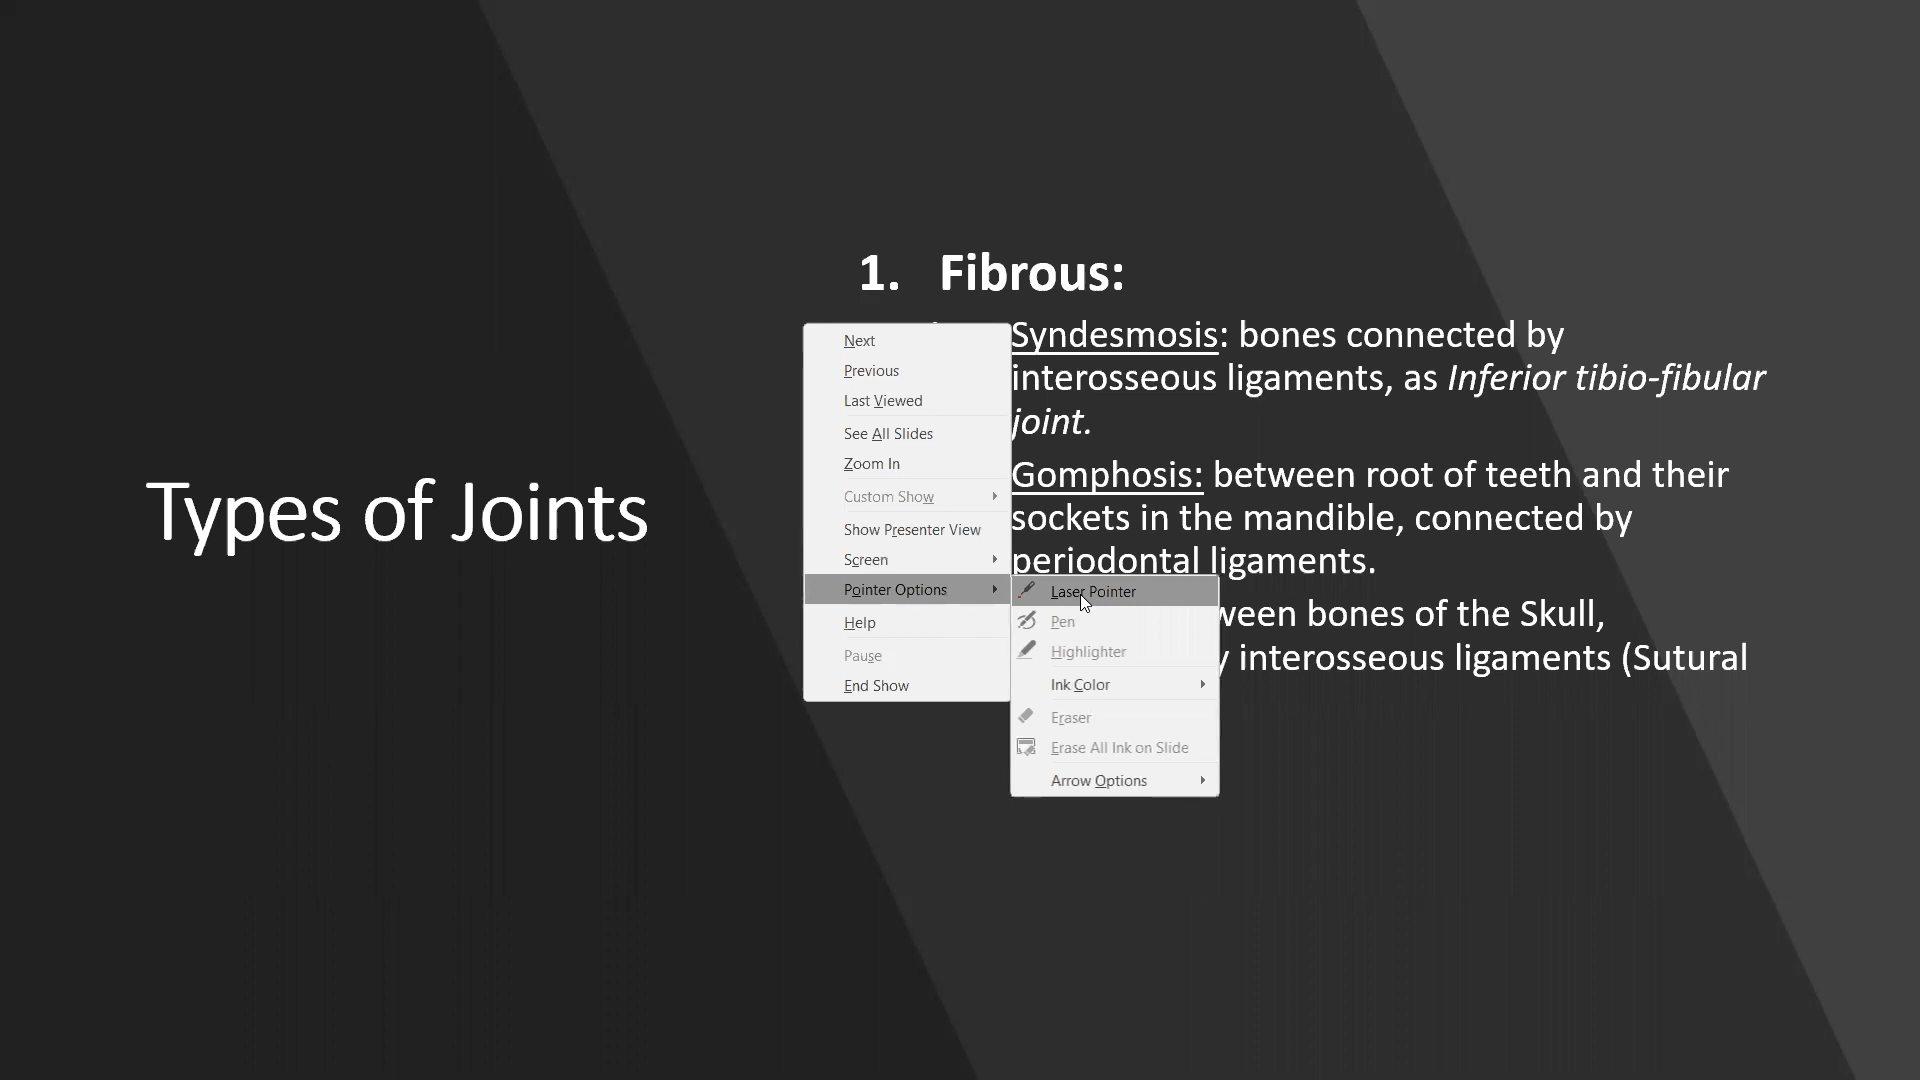 Types of Joints
1. Fibrous:
Syndesmosis: bones connected by
interosseous ligaments, as Inferior tibio-fibular
joint.
Gomphosis: between root of teeth and their
sockets in the mandible, connected by
periodontal ligaments.
ween bones of the Skull,
y interosseous ligaments (Sutural
Next
Previous
Last Viewed
See All Slides
Zoom In
Custom Show
Show Presenter View
Screen
Pointer Options
Help
Pause
End Show
Laser Pointer
Pen
Highlighter
Ink Color
Eraser
Erase All Ink on Slide
Arrow Options